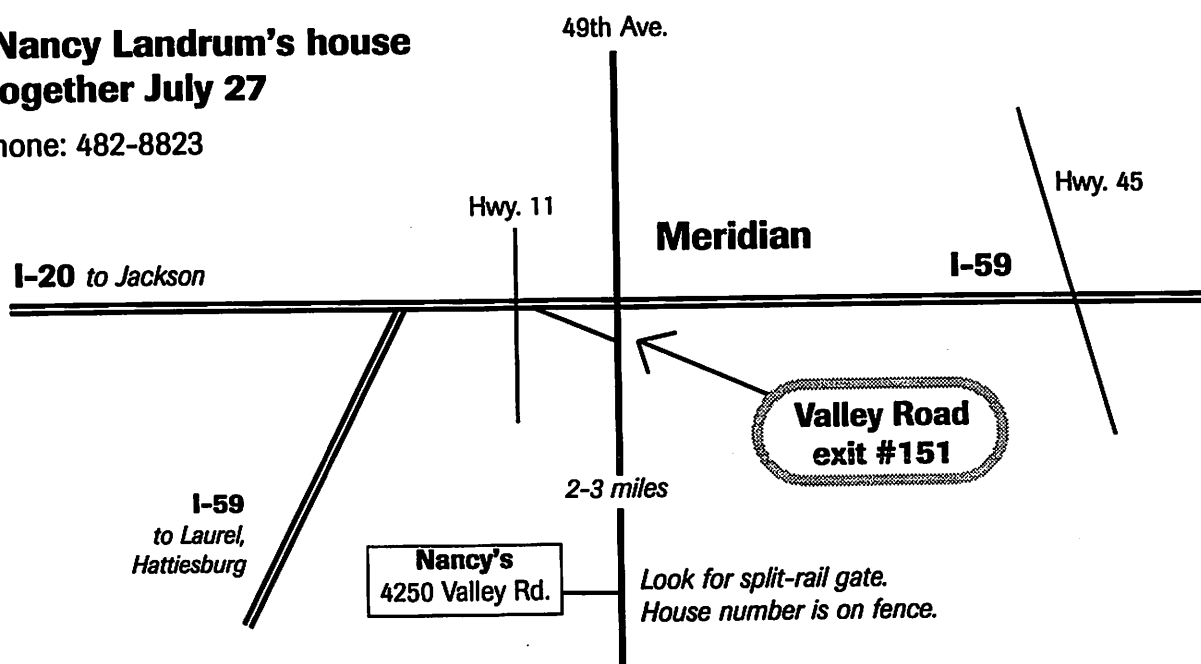 Nancy Landrum's house
ogether July 27
hone: 482-8823
49th Ave.
Hwy. 45
Hwy. 11
Meridian
I-59
I-20 to Jackson
Valley Road
exit #151
2-3 miles
I-59
to Laurel,
Hattiesburg
Nancy's
4250 Valley Rd.
Look for split-rail gate.
House number is on fence.